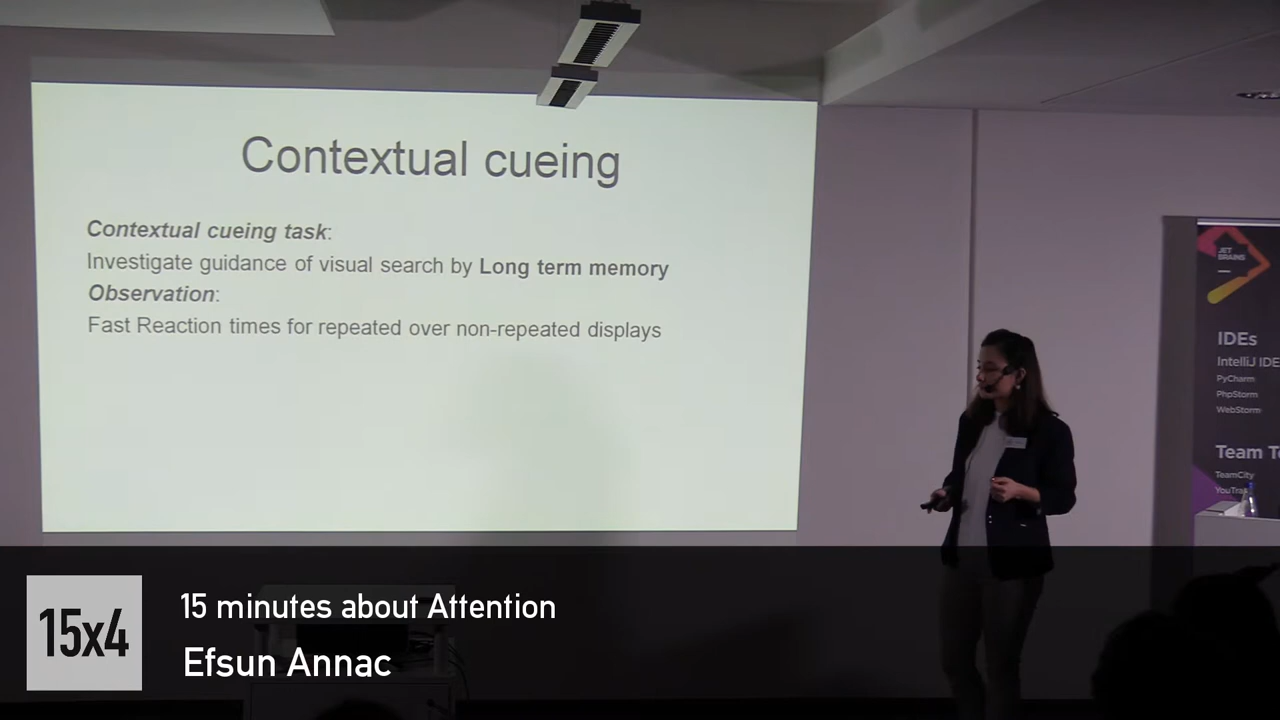 Contextual cueing
Contextual cueing task:
Investigate guidance of visual search by Long term memory
Observation:
Fast Reaction times for repeated over non-repeated displays
JET
BRAINS
IDEs
IntelliJ IDE
PyCharm
PhpStorm
WebStorm
Team T
TeamCity
YouTra
15x4
15 minutes about Attention
Efsun Annac